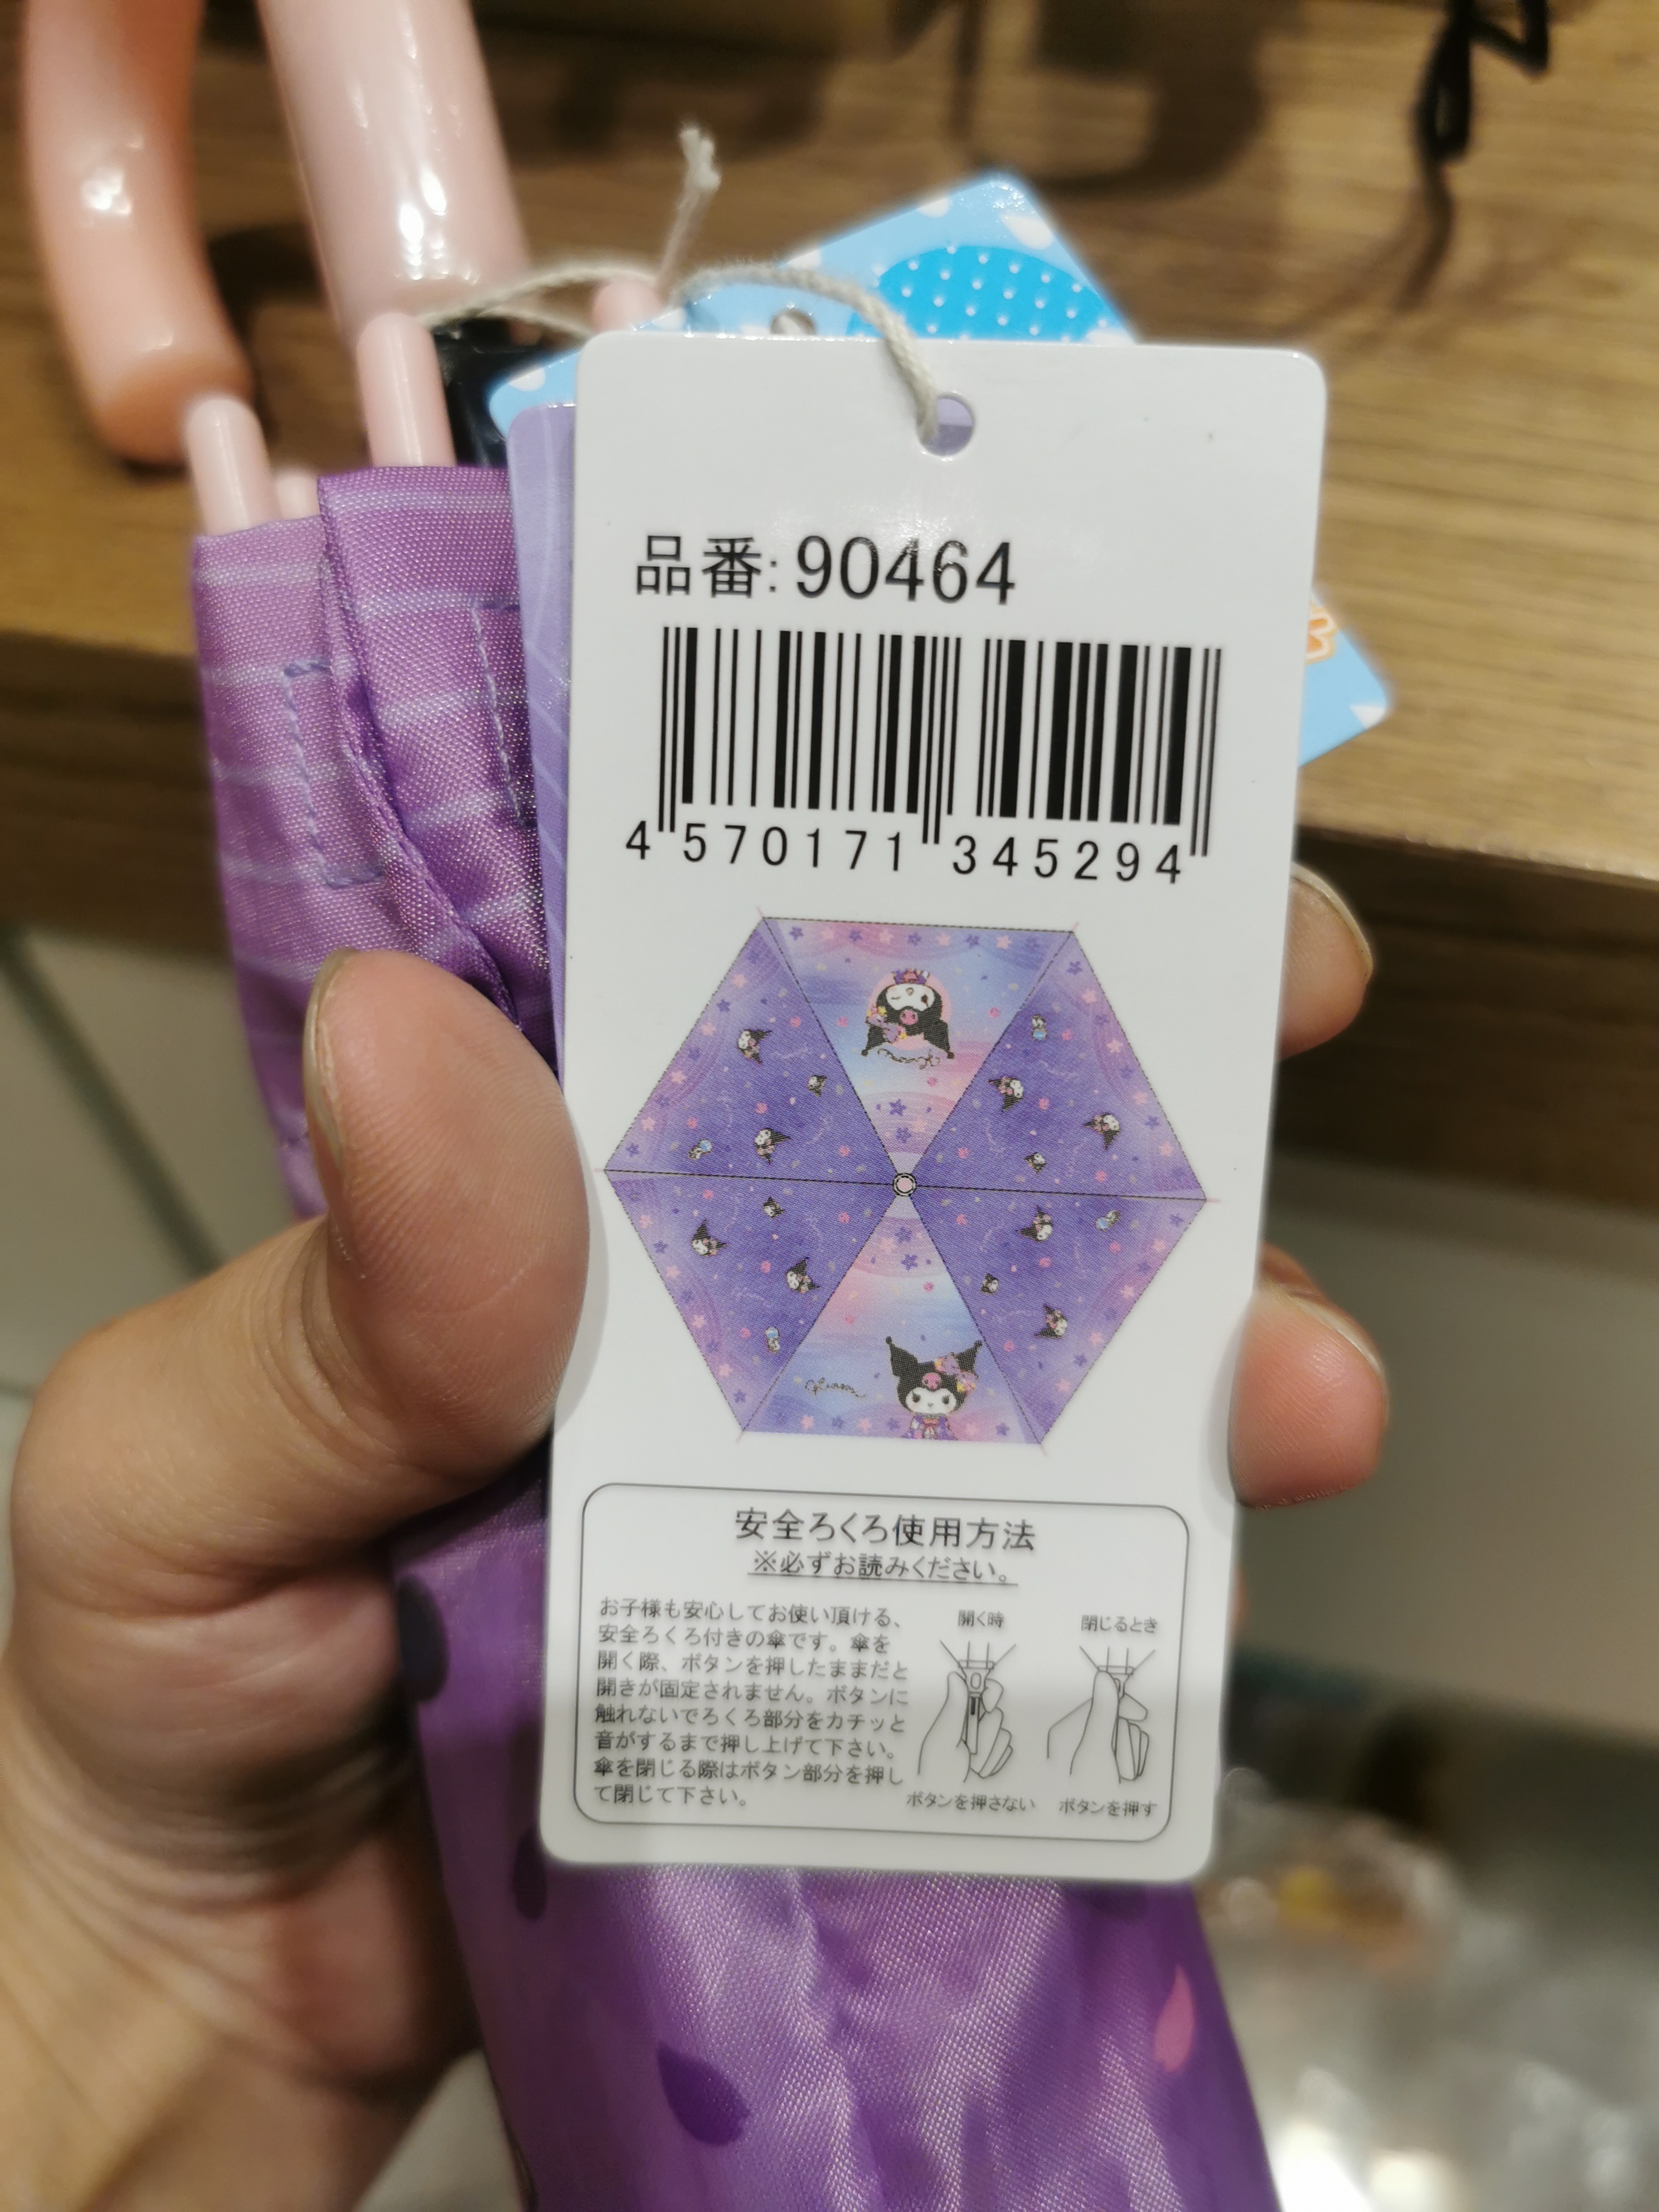 品番: 90464
4 570171 345294
安全ろくろ使用方法
※必ずお読みください。
お子様も安心してお使い頂ける、
安全ろくろ付きの傘です。傘を
開く際、ボタンを押したままだと
開きが固定されません。ボタンに
触れないでろくろ部分をカチッと
音がするまで押し上げて下さい。
傘を閉じる際はボタン部分を押し
て閉じて下さい。
開く時
ボタンを押さない
閉じるとき
ボタンを押す